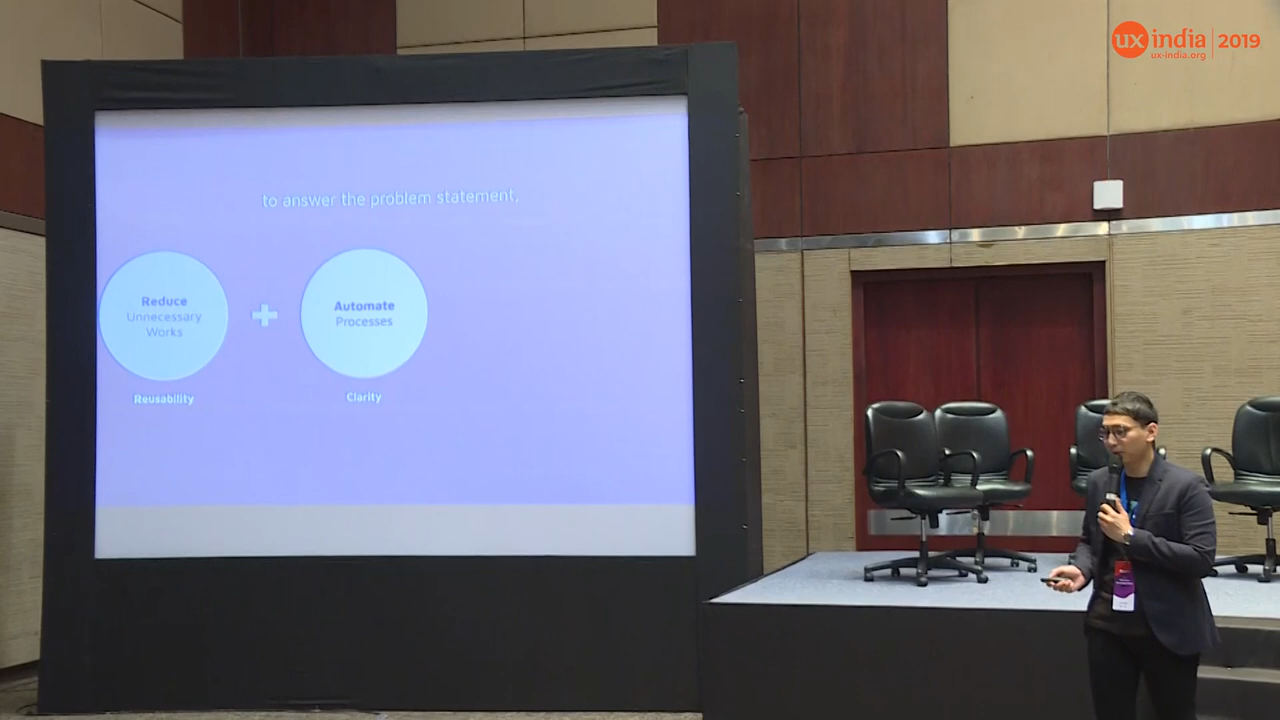 ux india 2019
ux-india.org
to answer the problem statement,
Reduce
Unnecessary
Works
Automate
Processes
Reusability
Clarity